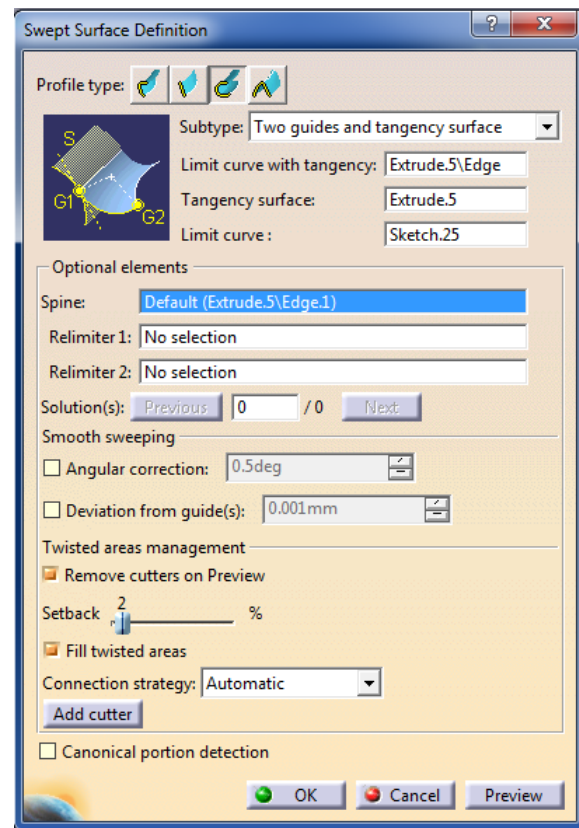 Swept Surface Definition
?
X
Profile type:
Subtype: Two guides and tangency surface
S
G1
G2
Limit curve with tangency: Extrude.5\Edge
Tangency surface: Extrude.5
Limit curve : Sketch.25
Optional elements
Spine: Default (Extrude.5\Edge.1)
Relimiter 1: No selection
Relimiter 2: No selection
Solution(s): Previous 0 / 0 Next
Smooth sweeping
Angular correction: 0.5deg
Deviation from guide(s): 0.001mm
Twisted areas management
Remove cutters on Preview
2
Setback %
Fill twisted areas
Connection strategy: Automatic
Add cutter
Canonical portion detection
OK Cancel Preview